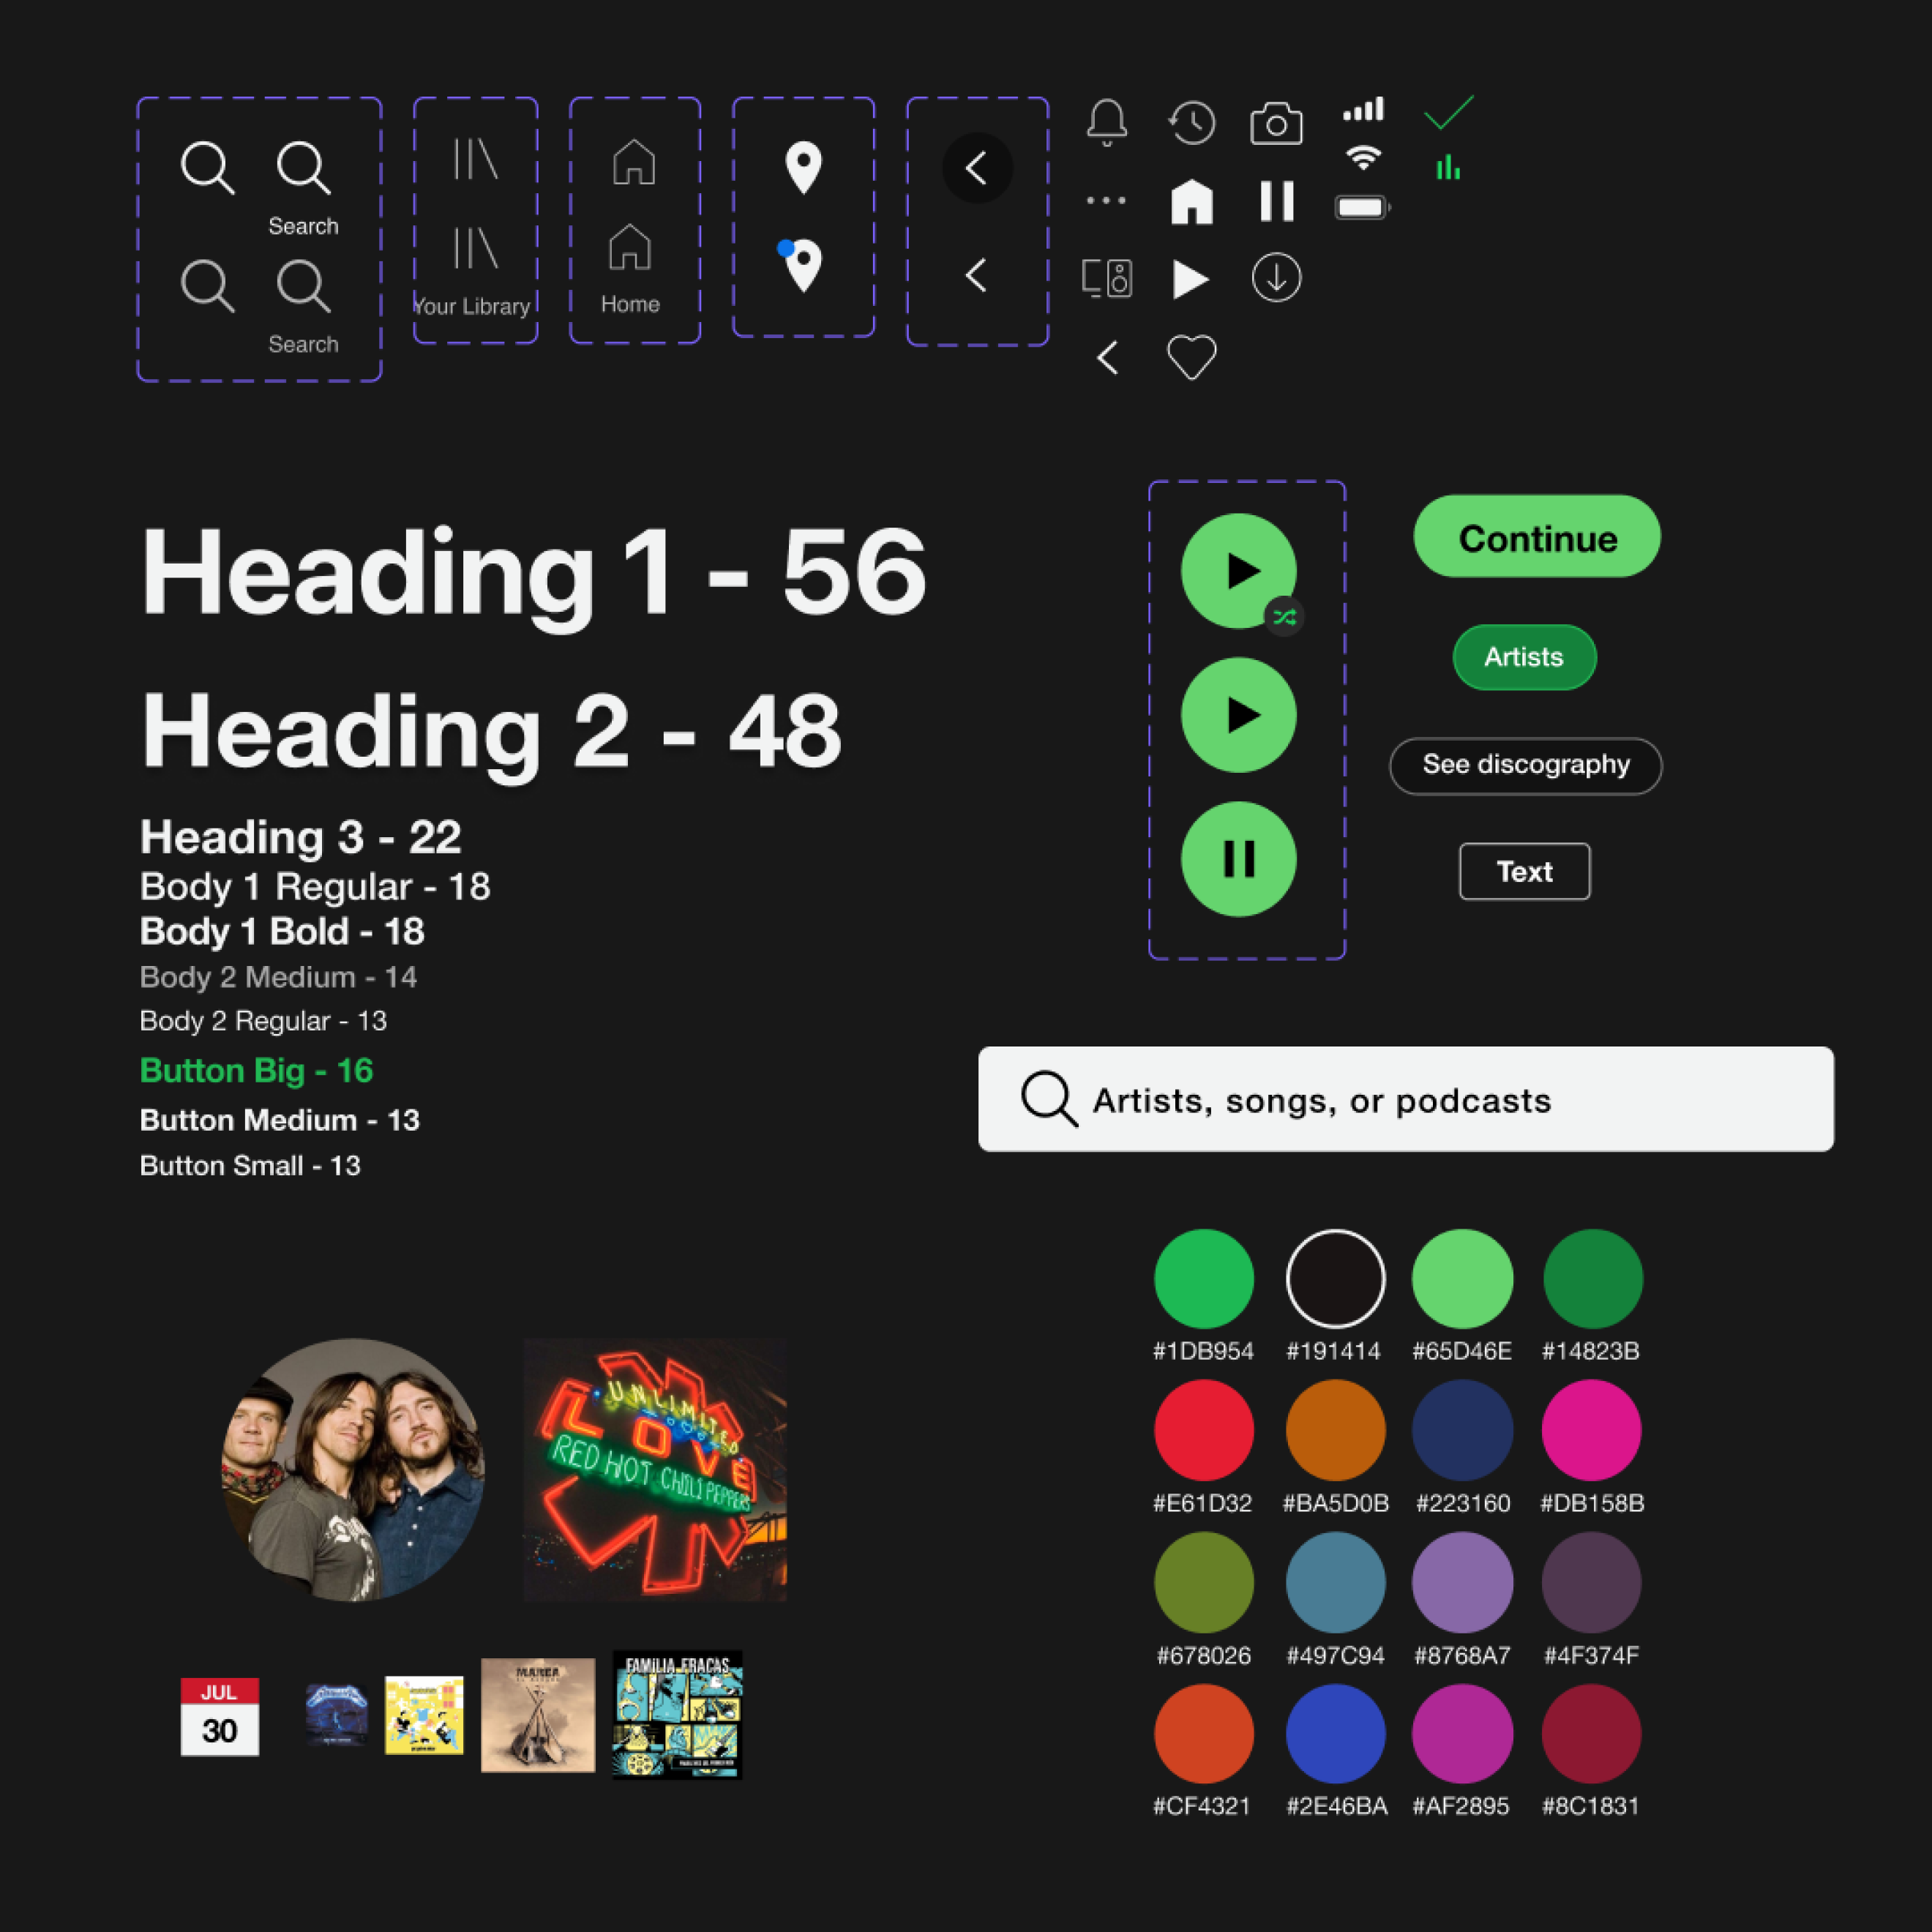 Search
Search
Your Library
Home
Heading 1 - 56
Heading 2 - 48
Heading 3 - 22
Body 1 Regular - 18
Body 1 Bold - 18
Body 2 Medium - 14
Body 2 Regular - 13
Button Big - 16
Button Medium - 13
Button Small - 13
Continue
Artists
See discography
Text
Artists, songs, or podcasts
#1DB954 #191414 #65D46E #14823B
#E61D32 #BA5D0B #223160 #DB158B
#678026 #497C94 #8768A7 #4F374F
#CF4321 #2E46BA #AF2895 #8C1831
UNLIMITED
LOVE
RED HOT CHILI PEPPERS
JUL
30
MAREA
FAMiLiA FRACAS